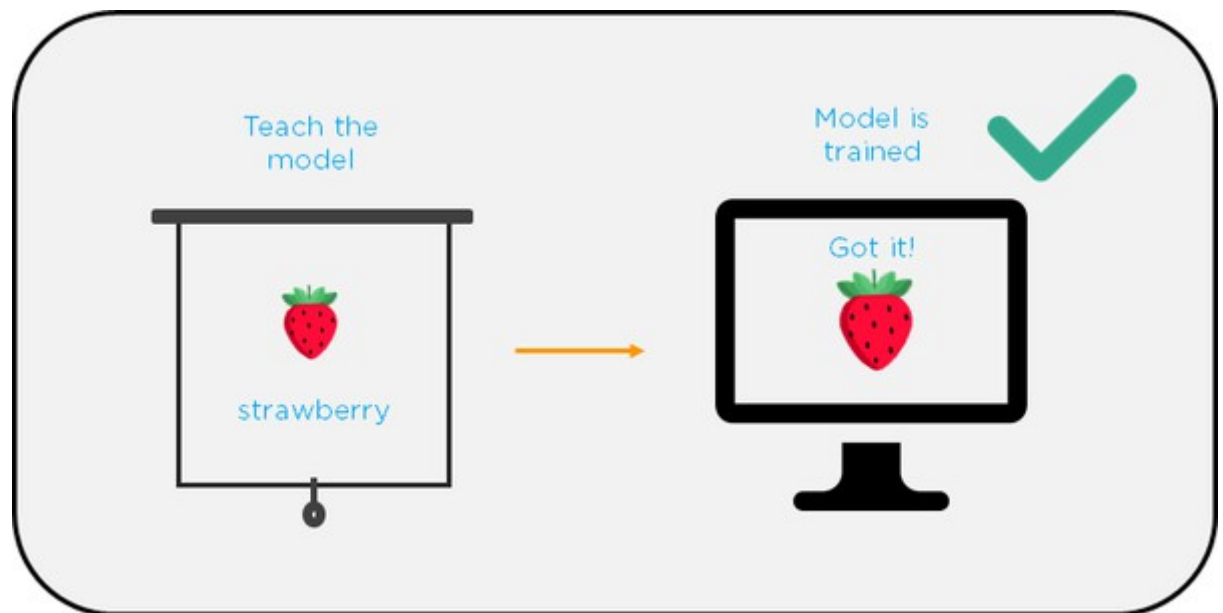 Teach the
model
strawberry
Model is
trained
Got it!